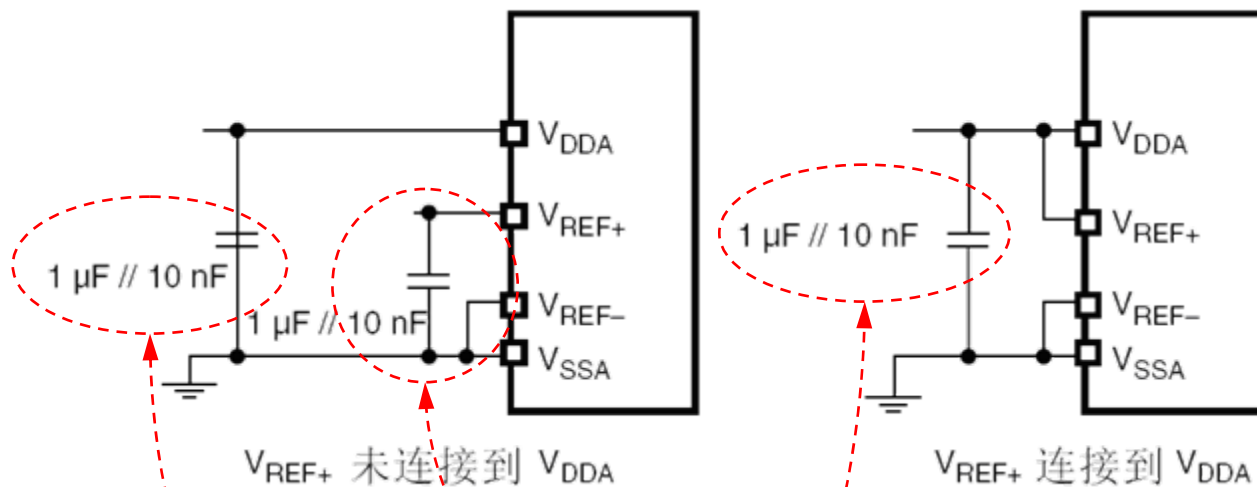 VDDA
VREF+
1 μF // 10 nF
1 μF // 10 nF
VREF–
VSSA
VREF+ 未连接到 VDDA
VDDA
1 μF // 10 nF
VREF+
VREF–
VSSA
VREF+ 连接到 VDDA